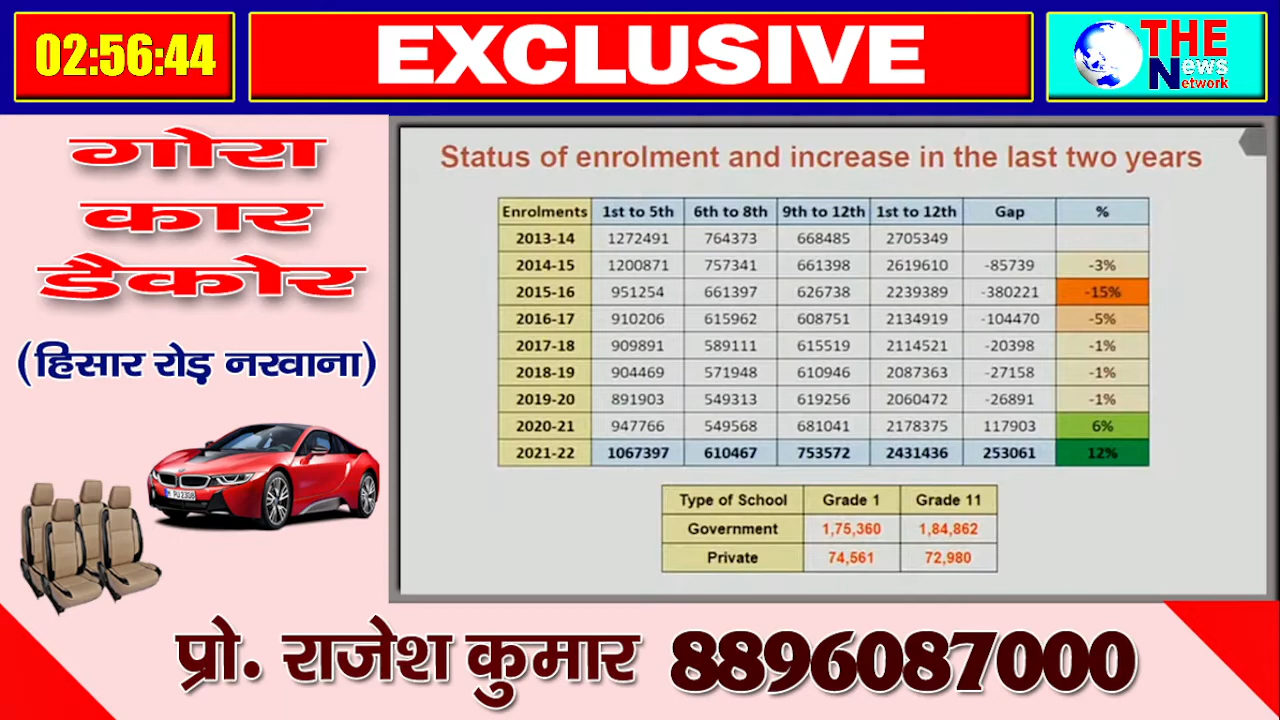 02:56:44
EXCLUSIVE
THE
News
Network
गोरा
कार
डैकोर
(हिसार रोड़ नरवाना)
Status of enrolment and increase in the last two years
Enrolments 1st to 5th 6th to 8th 9th to 12th 1st to 12th Gap %
2013-14 1272491 764373 668485 2705349
2014-15 1200871 757341 661398 2619610 -85739 -3%
2015-16 951254 661397 626738 2239389 -380221 -15%
2016-17 910206 615962 608751 2134919 -104470 -5%
2017-18 909891 589111 615519 2114521 -20398 -1%
2018-19 904469 571948 610946 2087363 -27158 -1%
2019-20 891903 549313 619256 2060472 -26891 -1%
2020-21 947766 549568 681041 2178375 117903 6%
2021-22 1067397 610467 753572 2431436 253061 12%
Type of School Grade 1 Grade 11
Government 1,75,360 1,84,862
Private 74,561 72,980
प्रो. राजेश कुमार 8896087000